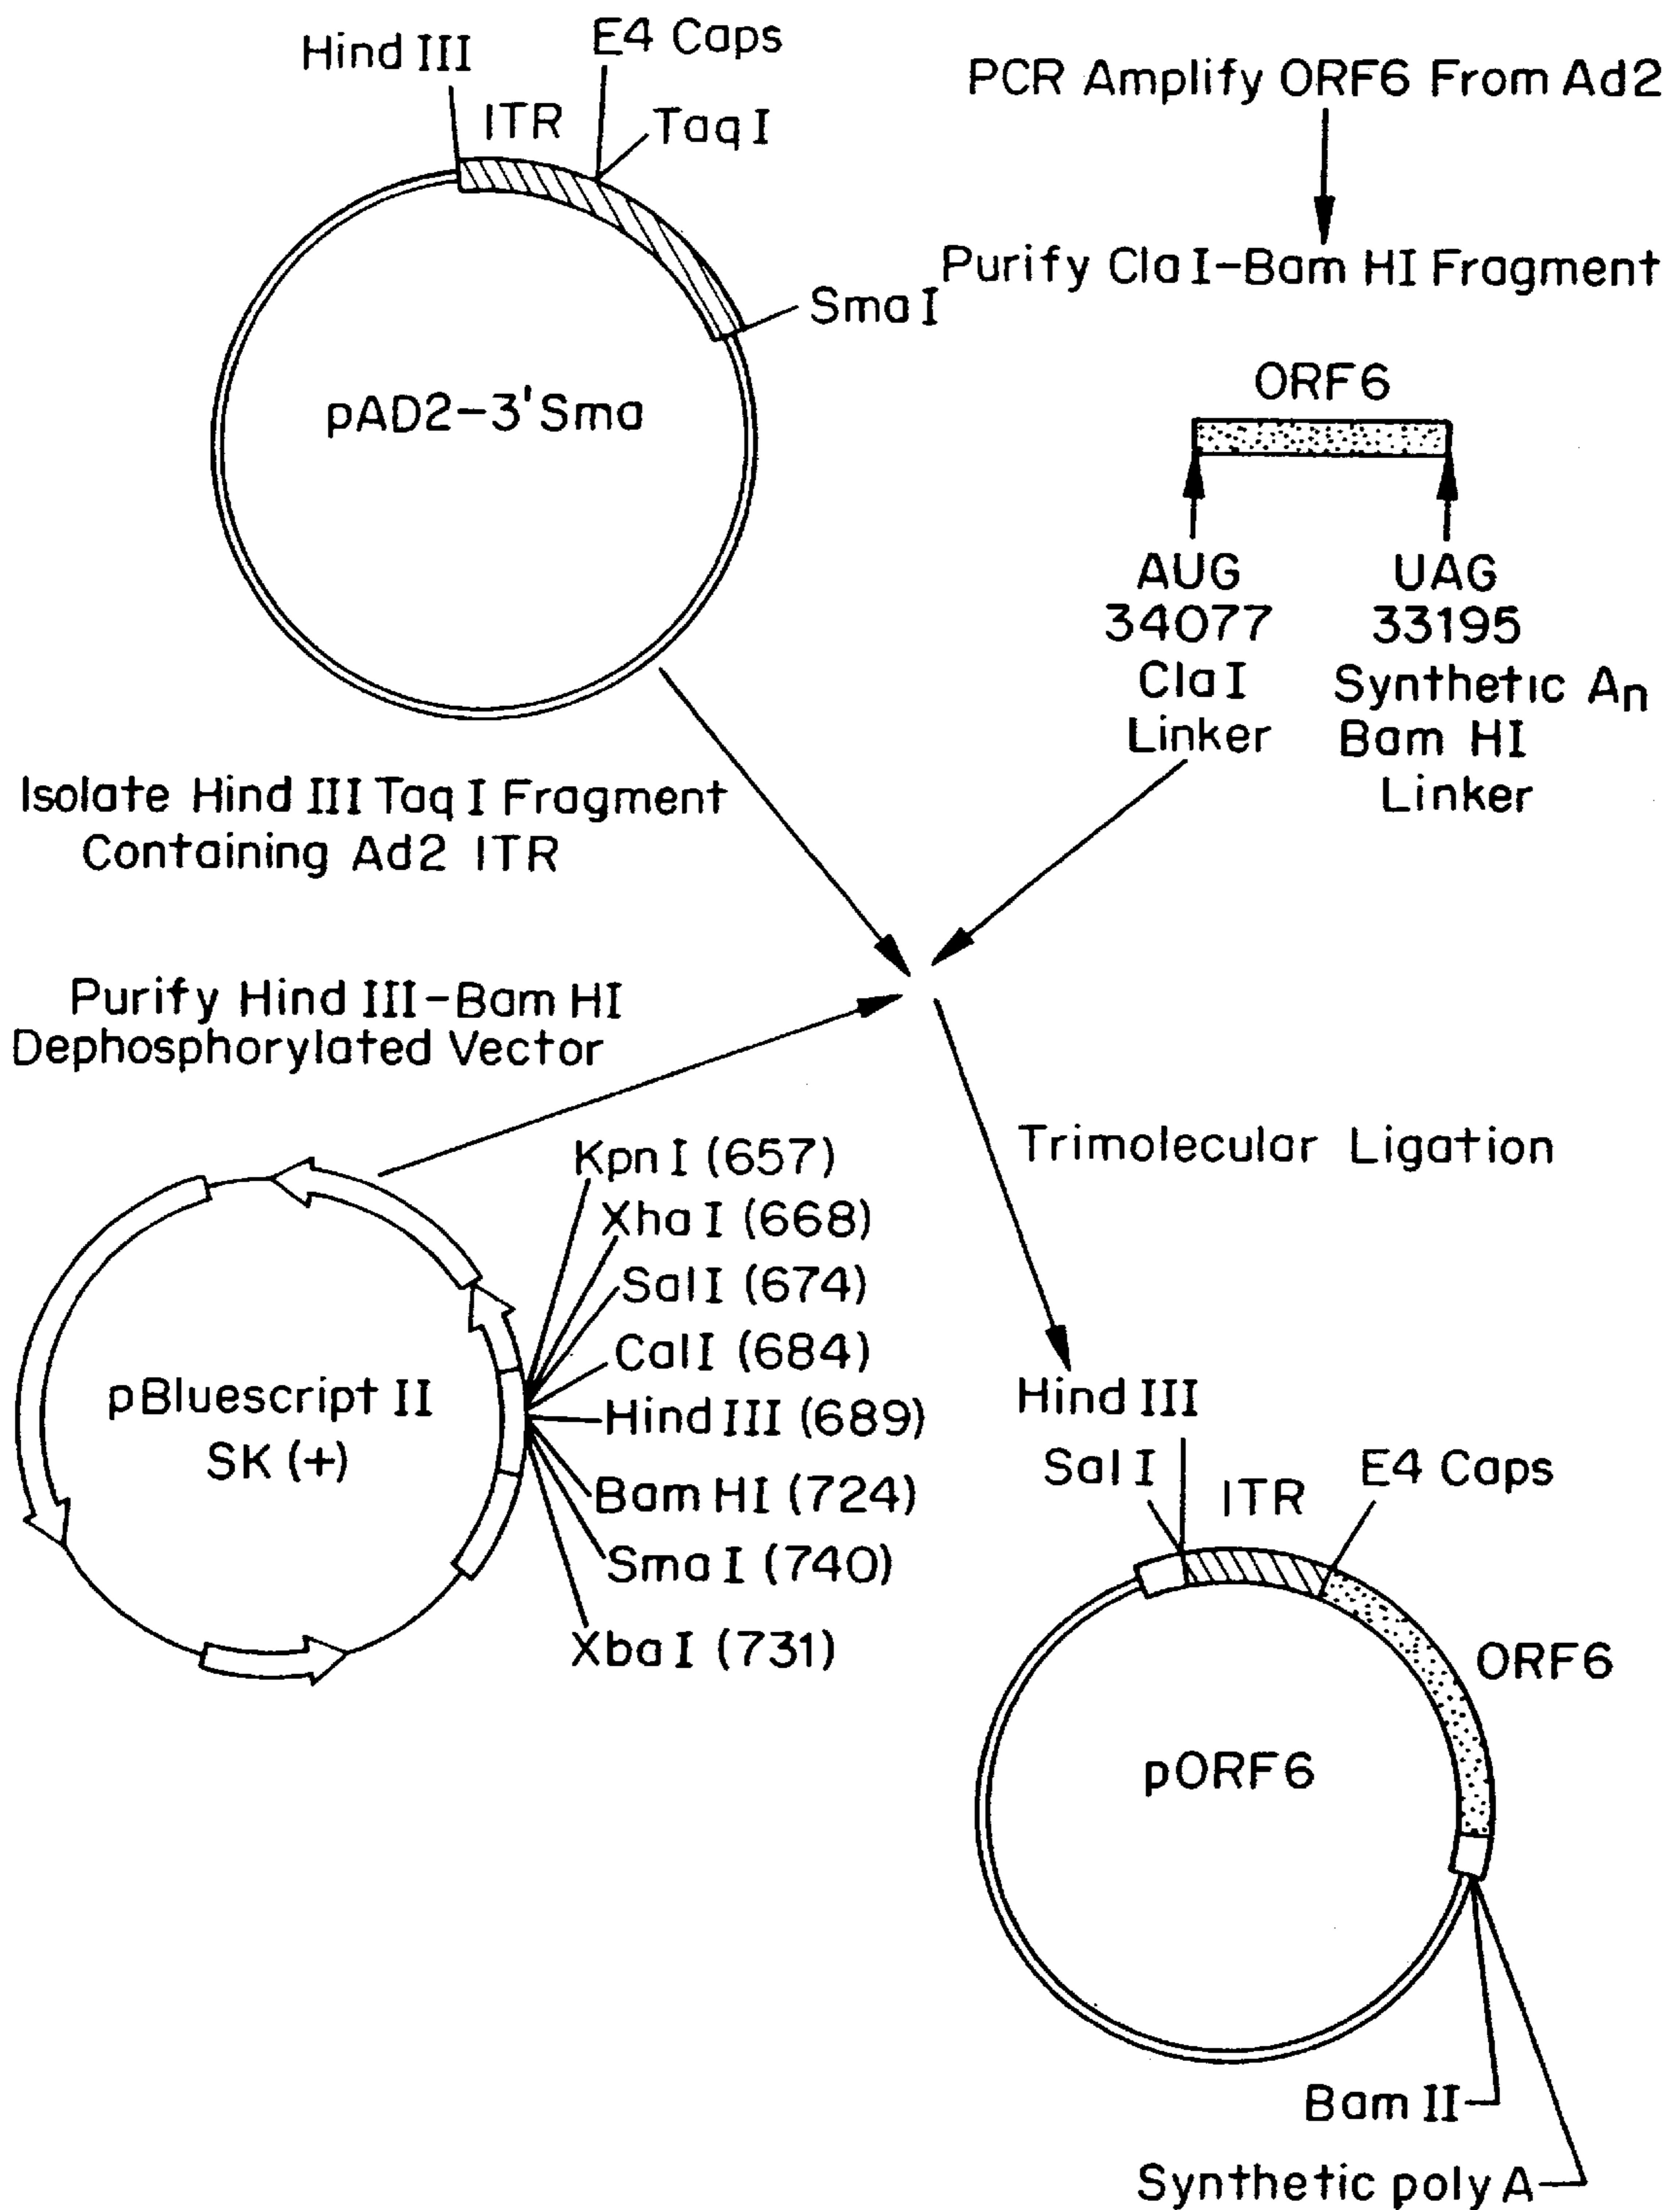 Hind III
E4 Caps
ITR
Taq I
Sma I
pAD2-3'Sma
PCR Amplify ORF6 From Ad2
Purify Cla I-Bam HI Fragment
ORF6
AUG
34077
Cla I
Linker
UAG
33195
Synthetic An
Bam HI
Linker
Isolate Hind III Taq I Fragment
Containing Ad2 ITR
Purify Hind III-Bam HI
Dephosphorylated Vector
Trimolecular Ligation
pBluescript II
SK (+)
Kpn I (657)
Xha I (668)
Sal I (674)
Cal I (684)
Hind III (689)
Bam HI (724)
Sma I (740)
Xba I (731)
Hind III
Sal I
ITR
E4 Caps
ORF6
pORF6
Bam II
Synthetic poly A